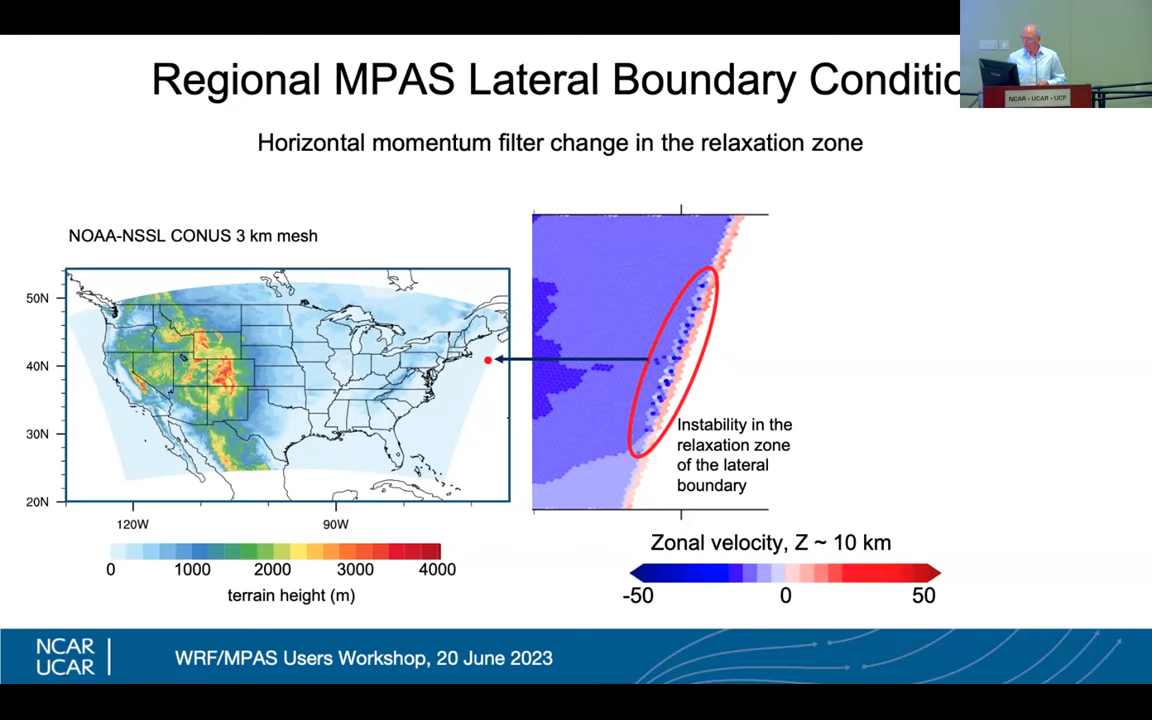 Regional MPAS Lateral Boundary Conditio
NCAR • UCAR • UCP
Horizontal momentum filter change in the relaxation zone
NOAA-NSSL CONUS 3 km mesh
50N
40N
30N
20N
120W
90W
0 1000 2000 3000 4000
terrain height (m)
Instability in the
relaxation zone
of the lateral
boundary
Zonal velocity, Z ~ 10 km
-50 0 50
NCAR
UCAR
WRF/MPAS Users Workshop, 20 June 2023